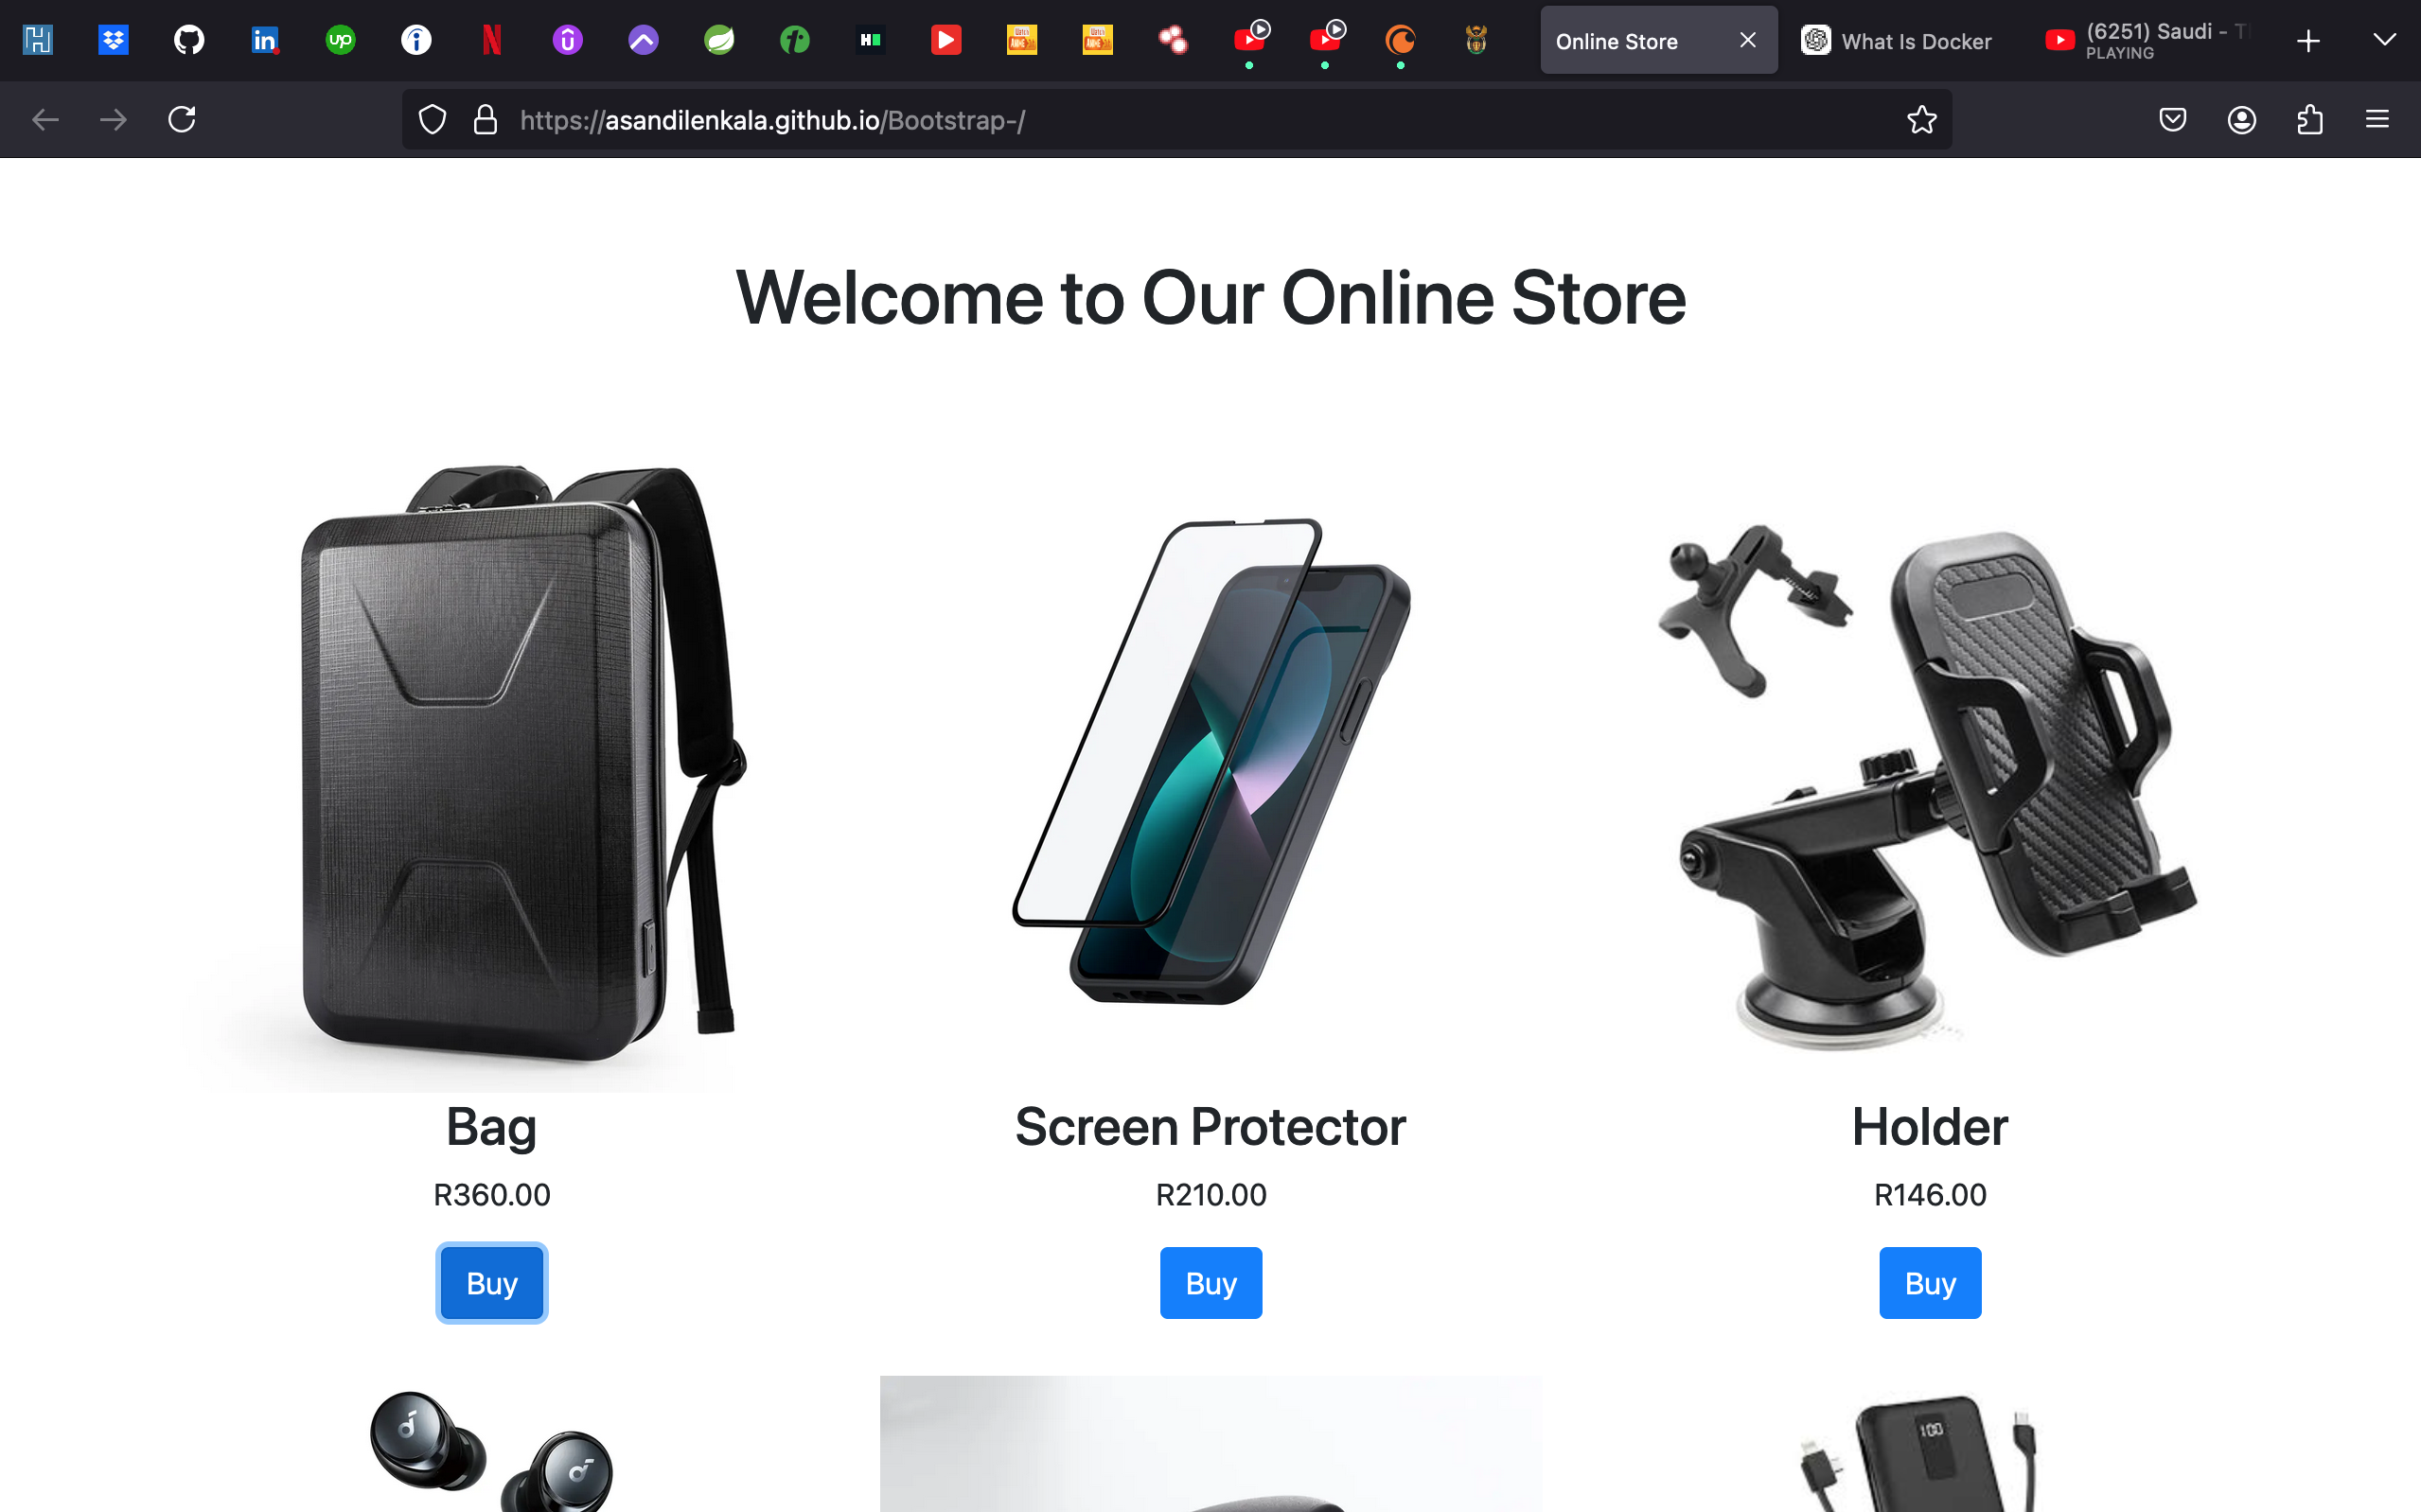 Online Store
What Is Docker
(6251) Saudi - T
PLAYING
https://asandilenkala.github.io/Bootstrap-/
Welcome to Our Online Store
Bag
Screen Protector
Holder
R360.00
R210.00
R146.00
Buy
Buy
Buy
100